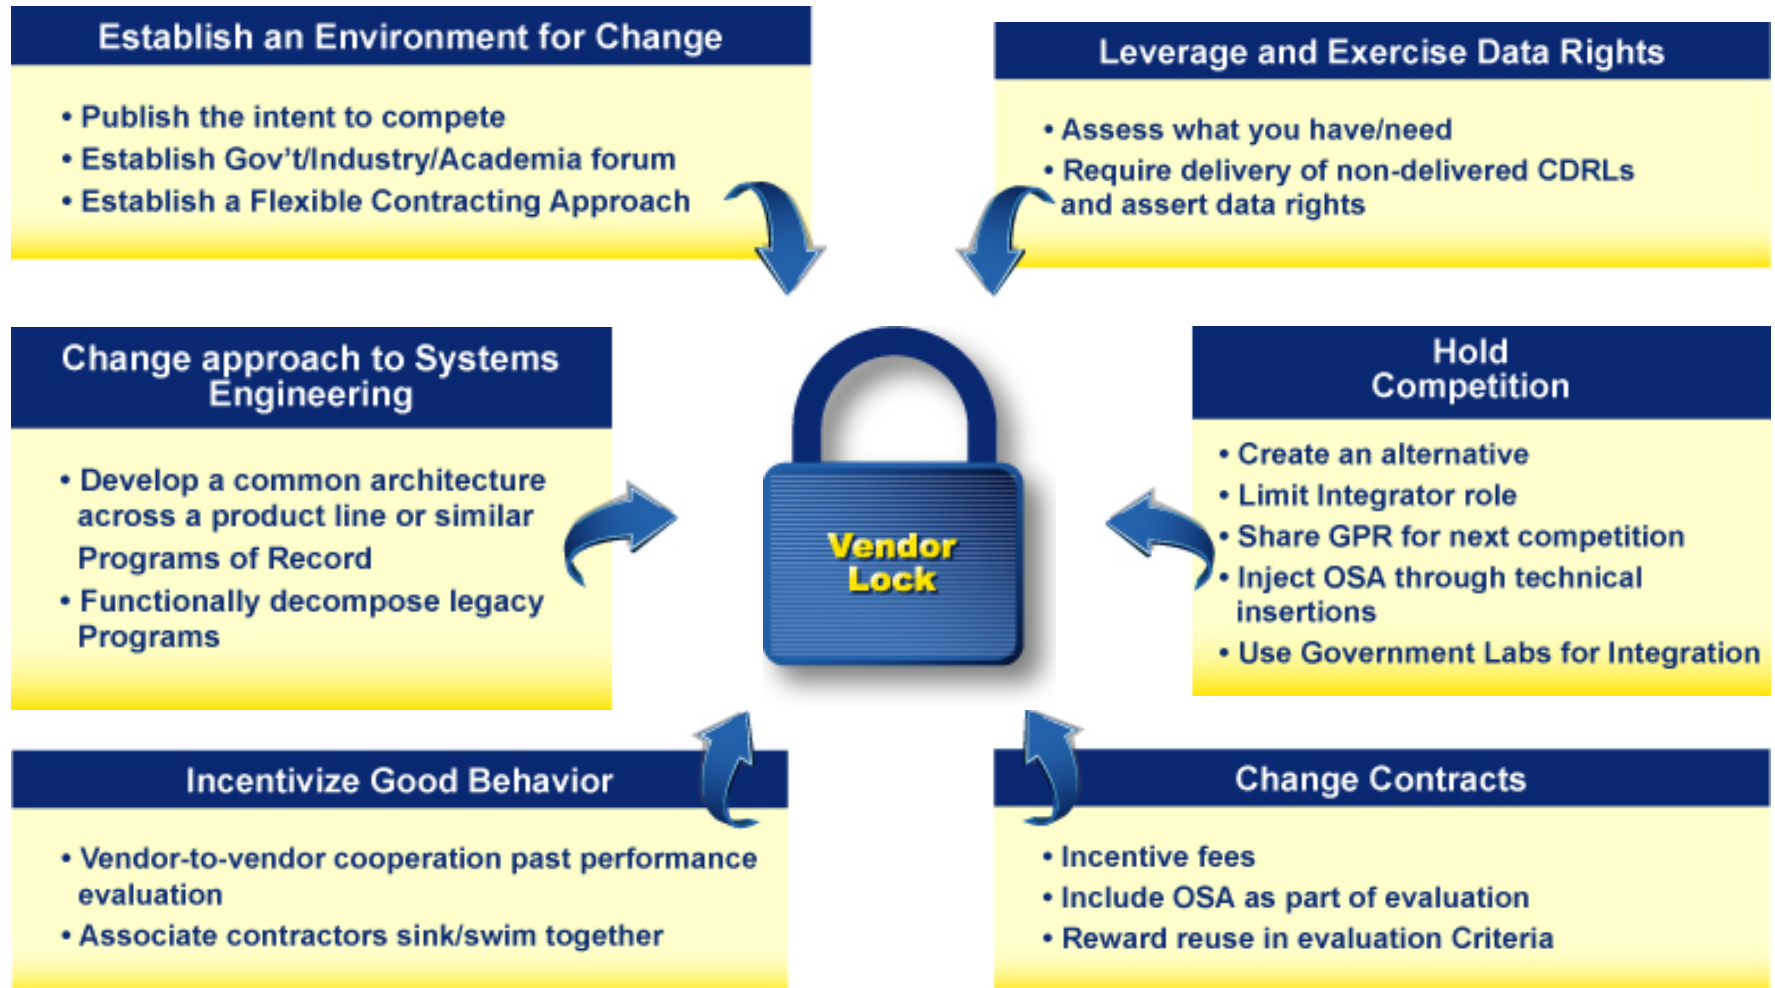 Establish an Environment for Change
• Publish the intent to compete
• Establish Gov't/Industry/Academia forum
• Establish a Flexible Contracting Approach
Leverage and Exercise Data Rights
• Assess what you have/need
• Require delivery of non-delivered CDRLs
and assert data rights
Change approach to Systems
Engineering
• Develop a common architecture
across a product line or similar
Programs of Record
• Functionally decompose legacy
Programs
Vendor
Lock
Hold
Competition
• Create an alternative
• Limit Integrator role
• Share GPR for next competition
• Inject OSA through technical
insertions
• Use Government Labs for Integration
Incentivize Good Behavior
• Vendor-to-vendor cooperation past performance
evaluation
• Associate contractors sink/swim together
Change Contracts
• Incentive fees
• Include OSA as part of evaluation
• Reward reuse in evaluation Criteria